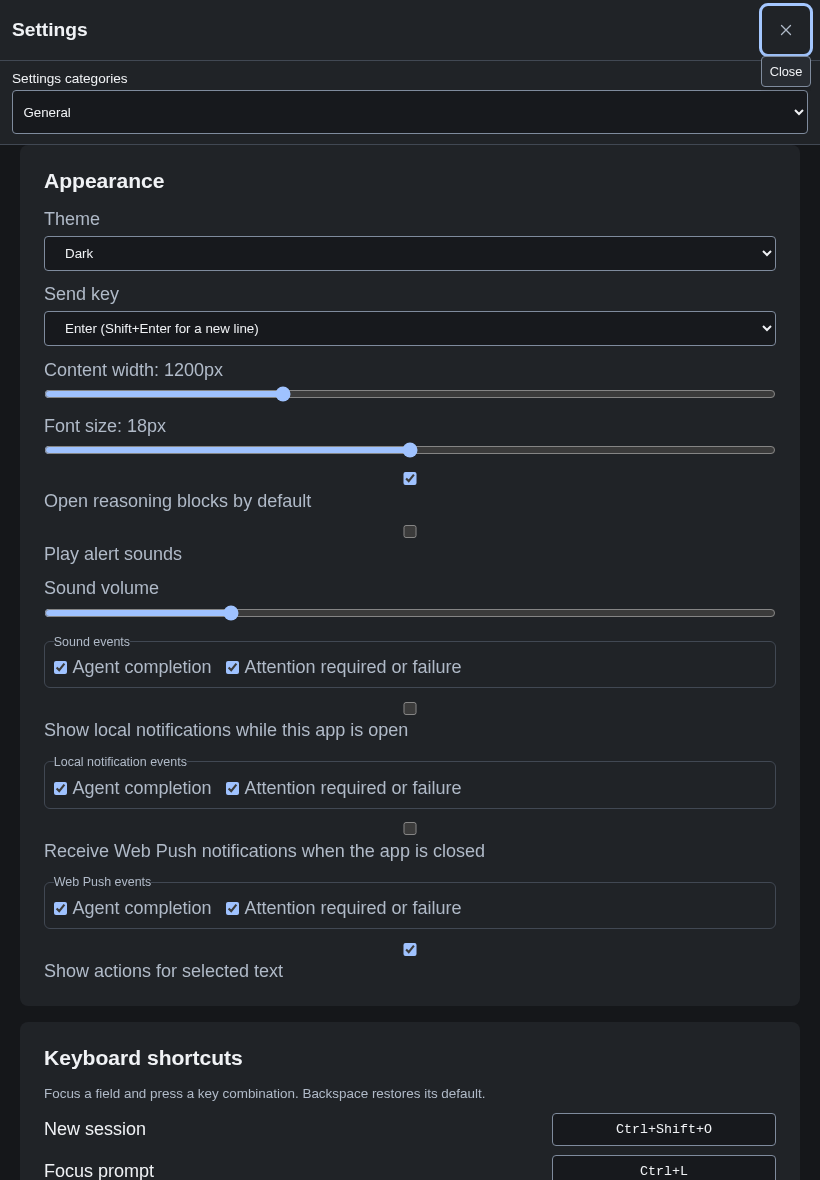 Settings
Close
Settings categories
General
Appearance
Theme
Dark
Send key
Enter (Shift+Enter for a new line)
Content width: 1200px
Font size: 18px
Open reasoning blocks by default
Play alert sounds
Sound volume
Sound events
Agent completion Attention required or failure
Show local notifications while this app is open
Local notification events
Agent completion Attention required or failure
Receive Web Push notifications when the app is closed
Web Push events
Agent completion Attention required or failure
Show actions for selected text
Keyboard shortcuts
Focus a field and press a key combination. Backspace restores its default.
New session Ctrl+Shift+O
Focus prompt Ctrl+L